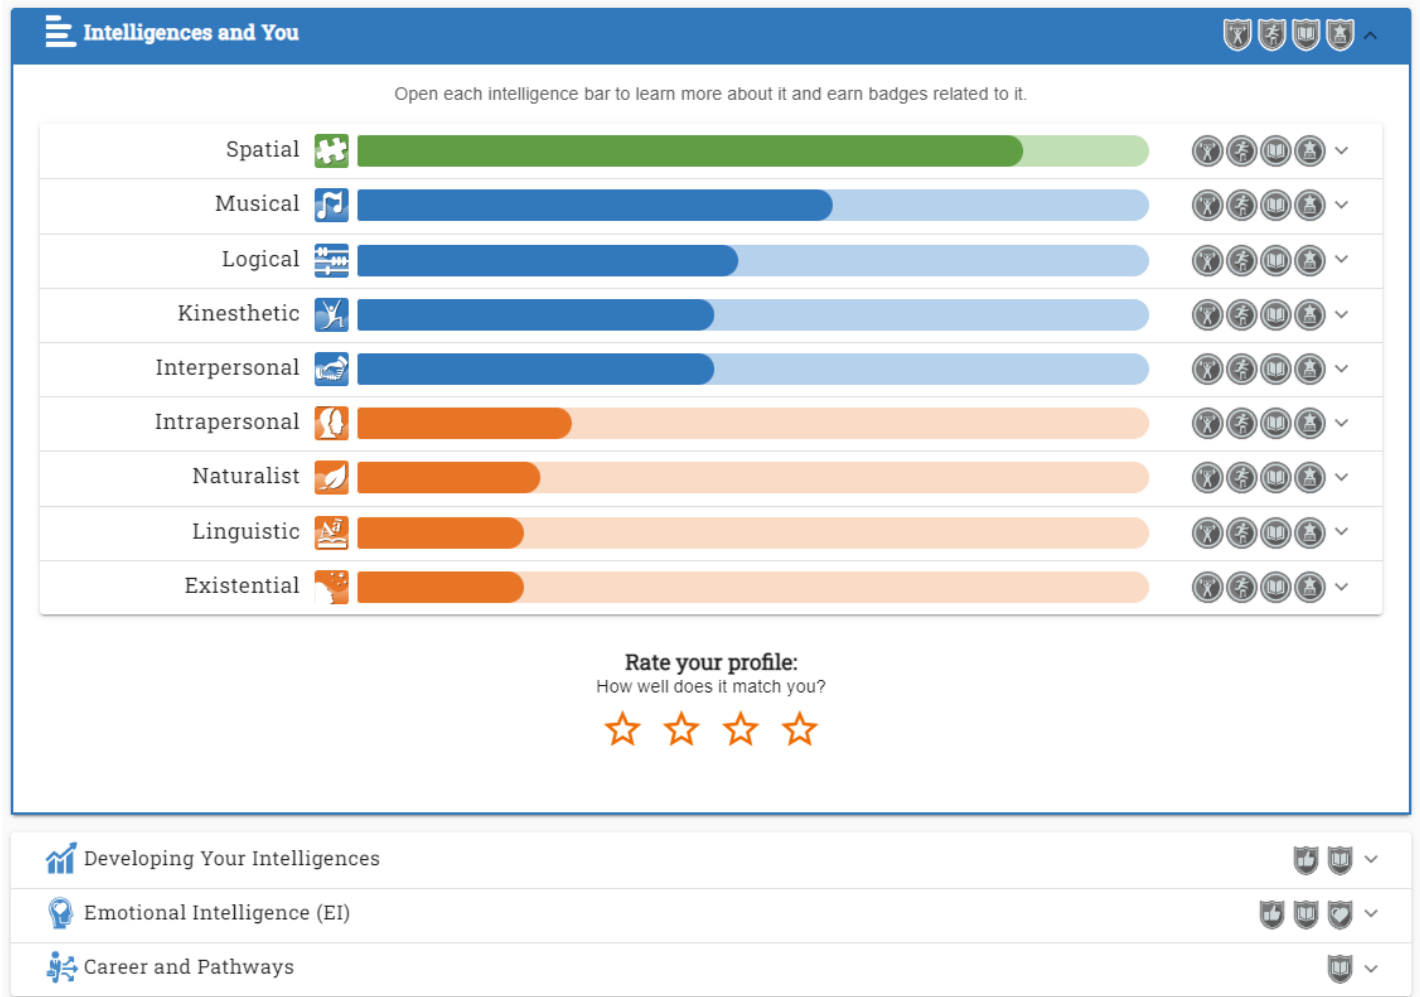 Intelligences and You
Open each intelligence bar to learn more about it and earn badges related to it.
Spatial
Musical
Logical
Kinesthetic
Interpersonal
Intrapersonal
Naturalist
Linguistic
Existential
Rate your profile:
How well does it match you?
Developing Your Intelligences
Emotional Intelligence (EI)
Career and Pathways